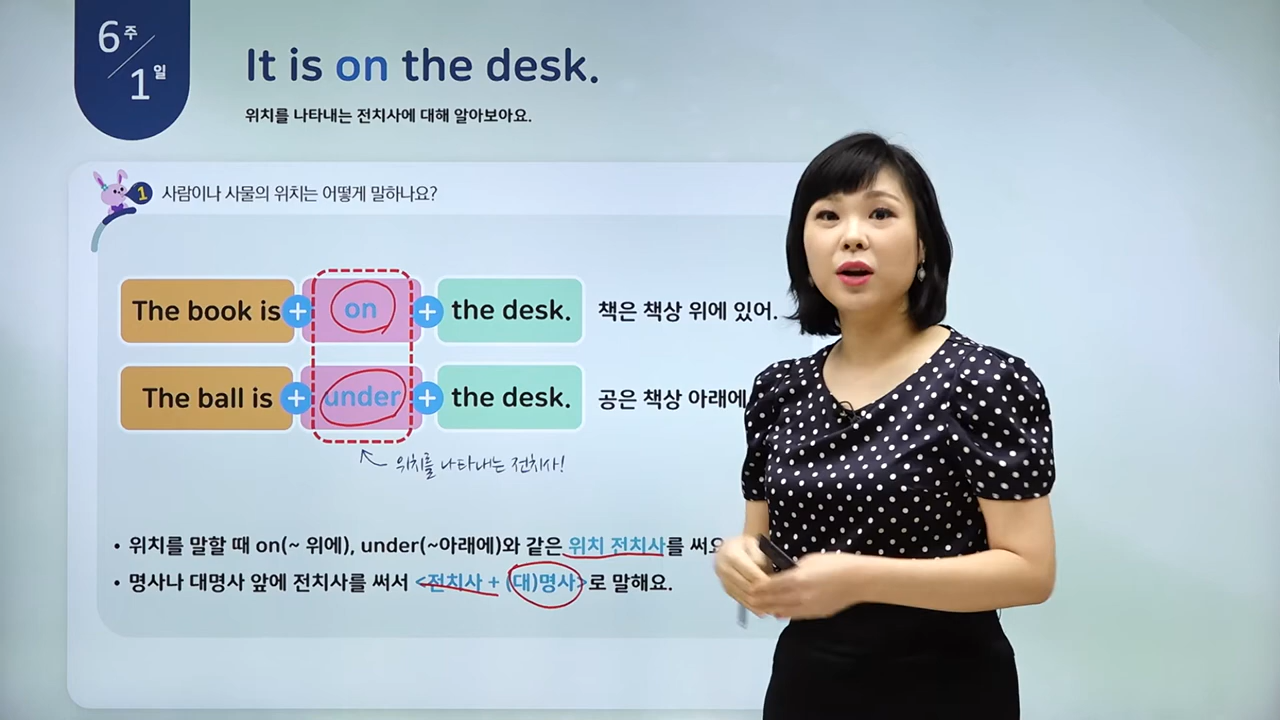 6주
1일
It is on the desk.
위치를 나타내는 전치사에 대해 알아보아요.
1 사람이나 사물의 위치는 어떻게 말하나요?
The book is + on + the desk. 책은 책상 위에 있어.
The ball is + under + the desk. 공은 책상 아래에
위치를 나타내는 전치사!
• 위치를 말할 때 on(~ 위에), under(~아래에)와 같은 위치 전치사를 써
• 명사나 대명사 앞에 전치사를 써서 <전치사 + (대)명사>로 말해요.